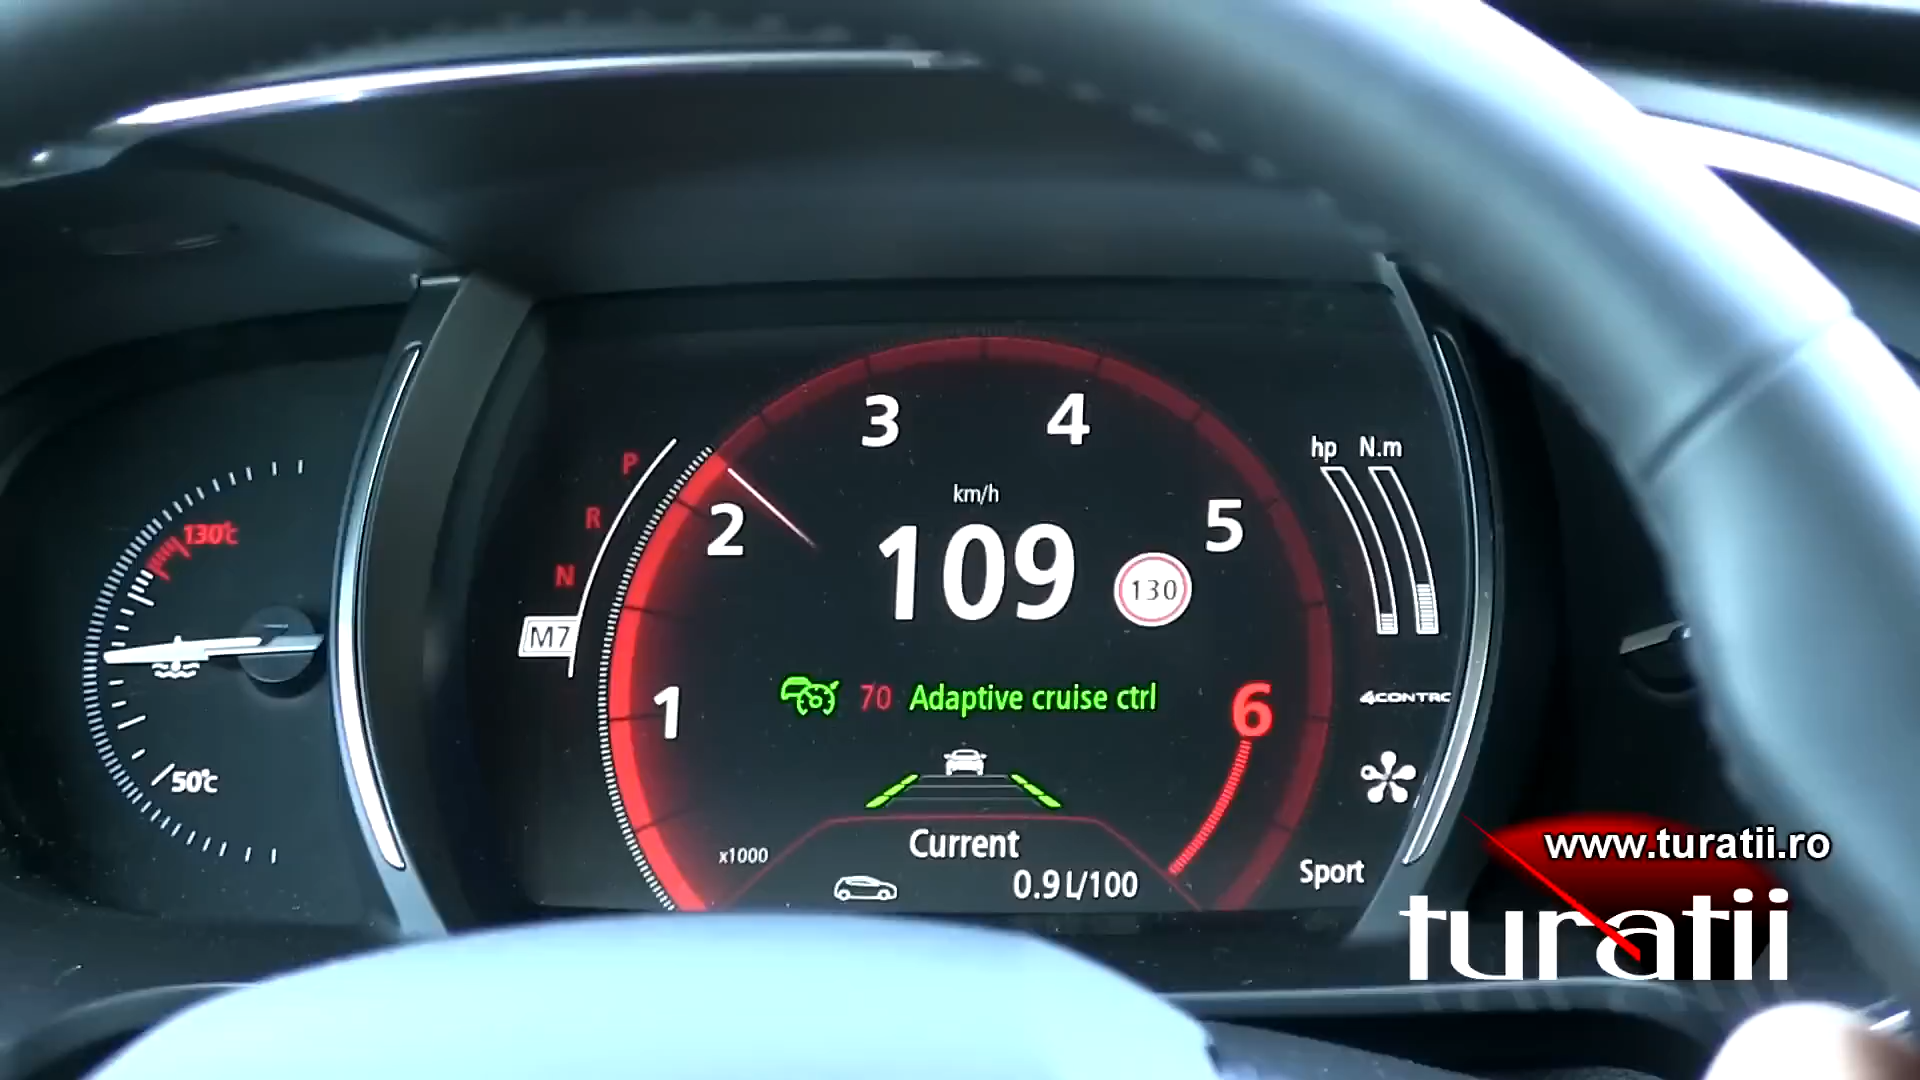 3 4
hp N.m
P
km/h
2 5
R
130℃
109
130
N
M7
70 Adaptive cruise ctrl
4CONTRO
1 6
50℃
Current
www.turatii.ro
x1000
Sport
0.9 L/100
turatii